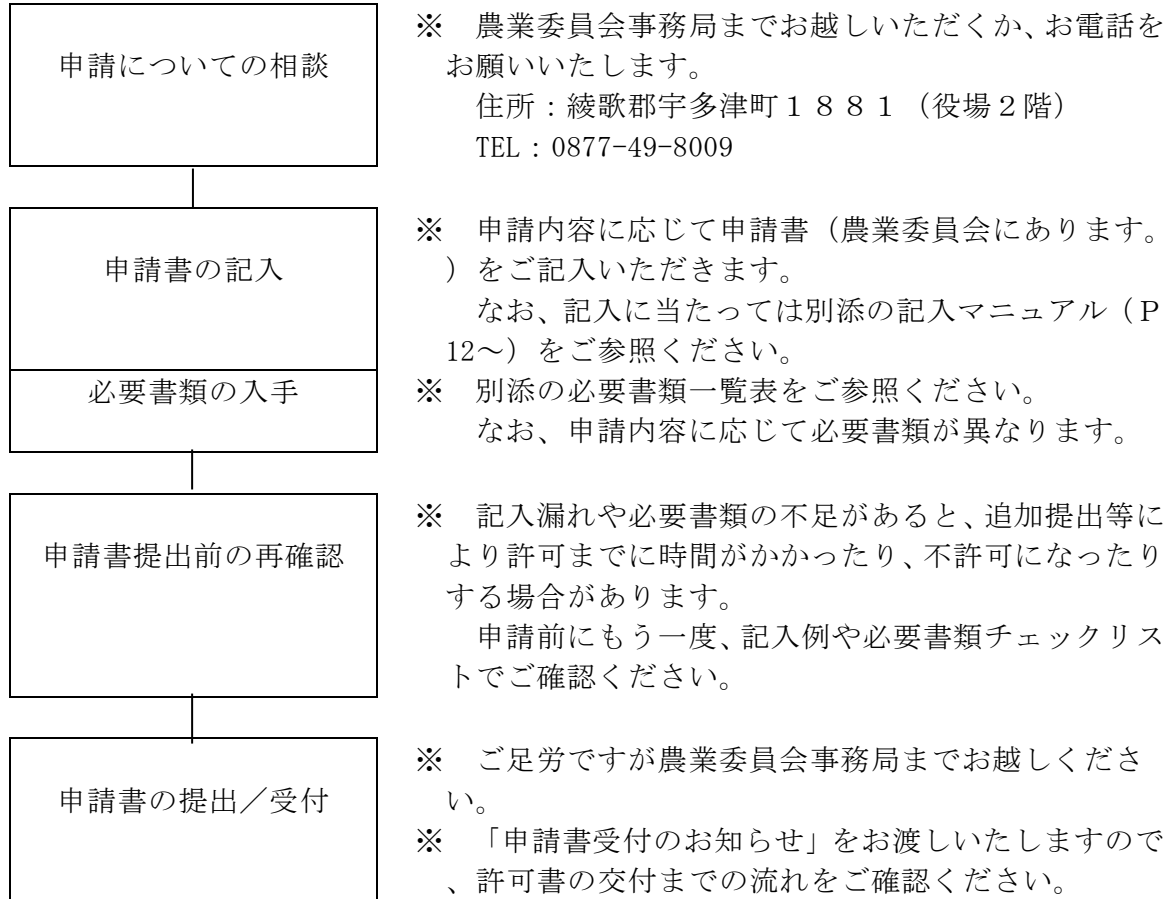 申請についての相談
※　農業委員会事務局までお越しいただくか、お電話を
お願いいたします。
住所：綾歌郡宇多津町１８８１（役場２階）
TEL：0877-49-8009
申請書の記入
※　申請内容に応じて申請書（農業委員会にあります。
）をご記入いただきます。
なお、記入に当たっては別添の記入マニュアル（Ｐ
12～）をご参照ください。
必要書類の入手
※　別添の必要書類一覧表をご参照ください。
なお、申請内容に応じて必要書類が異なります。
申請書提出前の再確認
※　記入漏れや必要書類の不足があると、追加提出等に
より許可までに時間がかかったり、不許可になったり
する場合があります。
申請前にもう一度、記入例や必要書類チェックリス
トでご確認ください。
申請書の提出／受付
※　ご足労ですが農業委員会事務局までお越しくださ
い。
※　「申請書受付のお知らせ」をお渡しいたしますので
、許可書の交付までの流れをご確認ください。